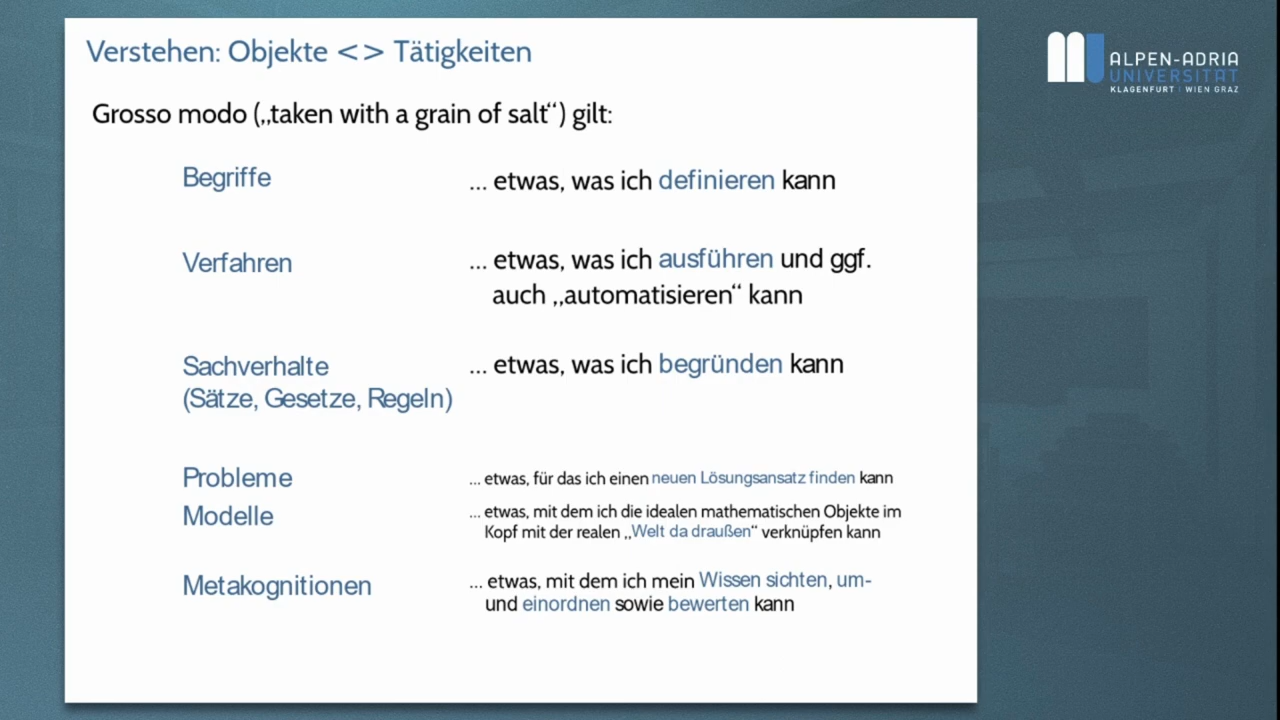 Verstehen: Objekte <> Tätigkeiten
ALPEN-ADRIA
UNIVERSITÄT
KLAGENFURT | WIEN GRAZ
Grosso modo („taken with a grain of salt“) gilt:
Begriffe ... etwas, was ich definieren kann
Verfahren ... etwas, was ich ausführen und ggf.
auch „automatisieren“ kann
Sachverhalte ... etwas, was ich begründen kann
(Sätze, Gesetze, Regeln)
Probleme ... etwas, für das ich einen neuen Lösungsansatz finden kann
Modelle ... etwas, mit dem ich die idealen mathematischen Objekte im
Kopf mit der realen „Welt da draußen“ verknüpfen kann
Metakognitionen ... etwas, mit dem ich mein Wissen sichten, um-
und einordnen sowie bewerten kann